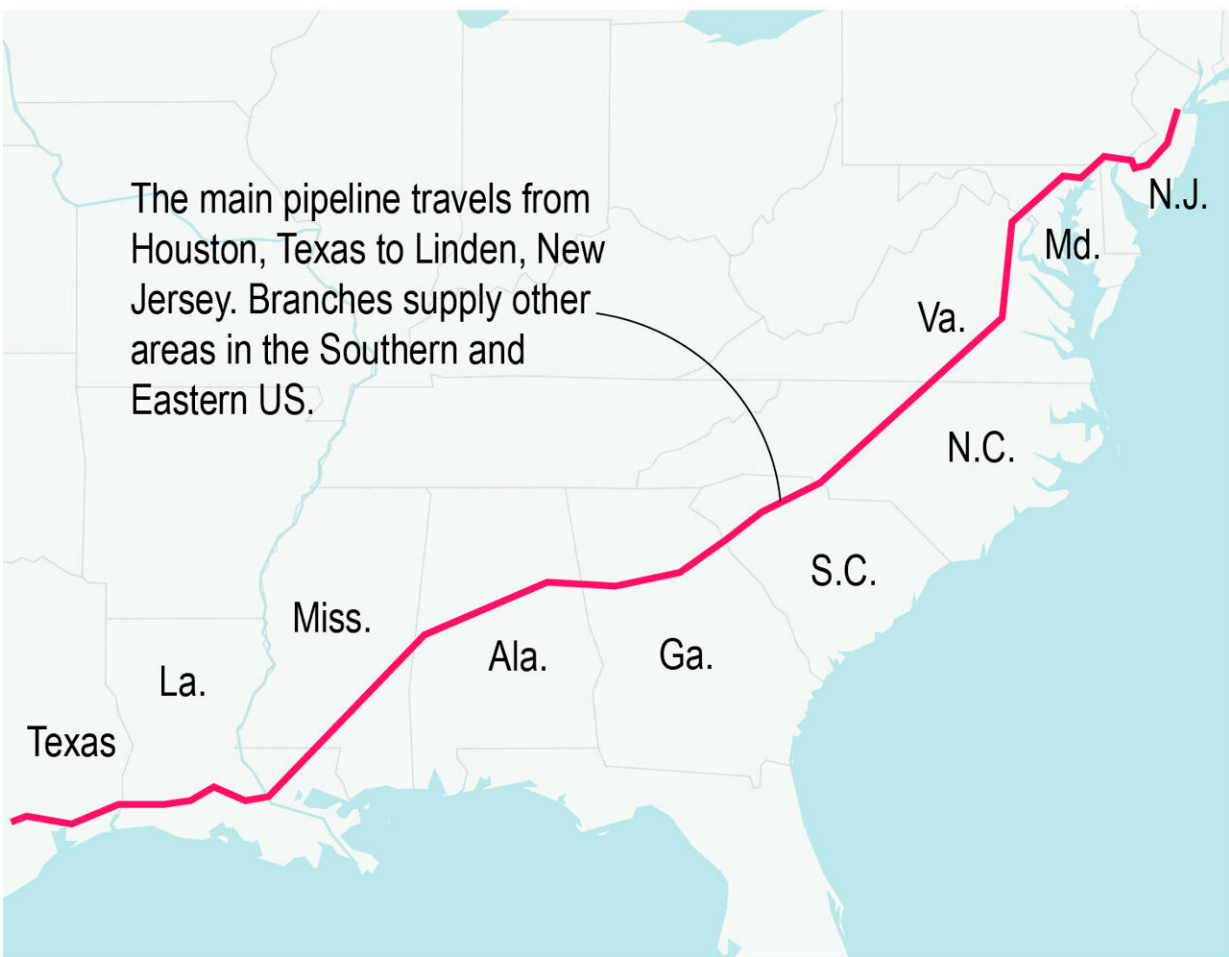 The main pipeline travels from
Houston, Texas to Linden, New
Jersey. Branches supply other
areas in the Southern and
Eastern US.
N.J.
Md.
Va.
N.C.
S.C.
Miss.
Ala.
Ga.
La.
Texas